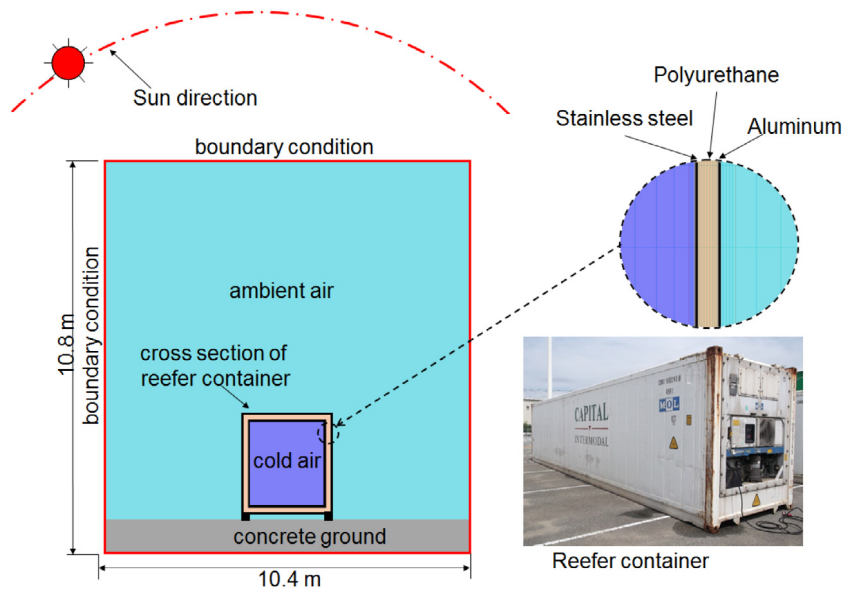 Sun direction
Polyurethane
Stainless steel
Aluminum
boundary condition
boundary condition
10.8 m
ambient air
cross section of
reefer container
cold air
concrete ground
10.4 m
CAPITAL
INTERMODAL
MOL
Reefer container